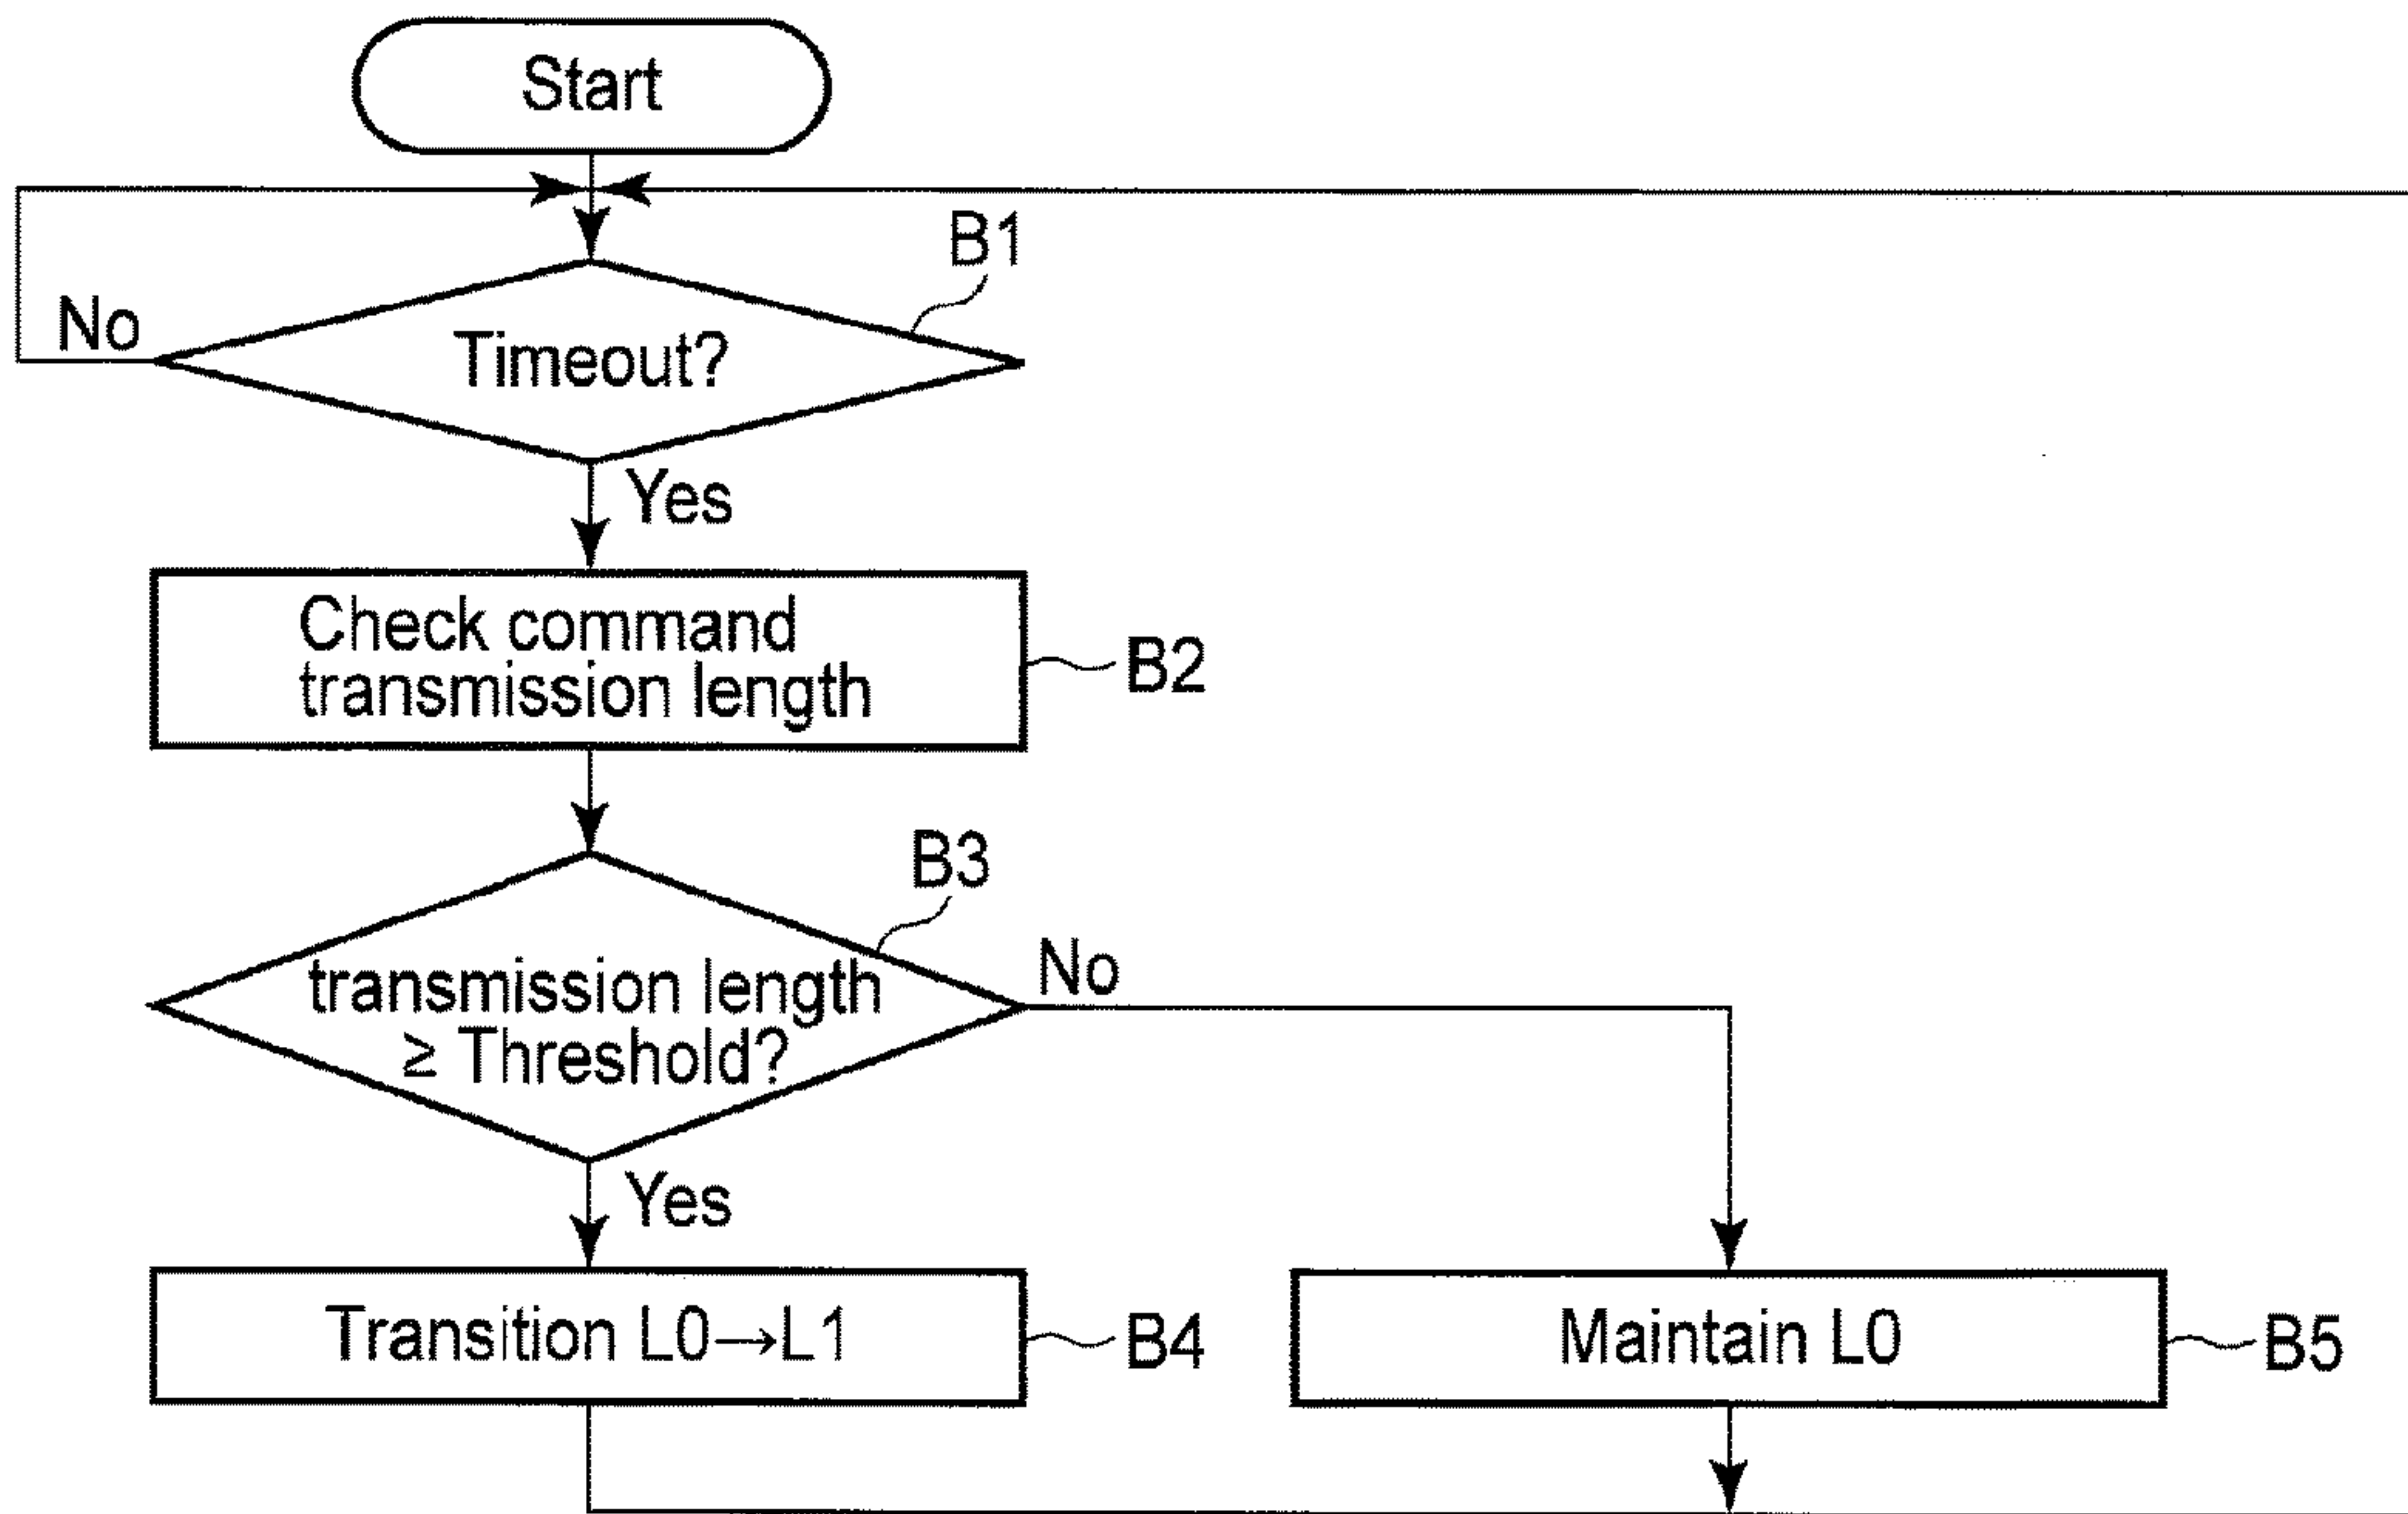 Start
B1
No
Timeout?
Yes
Check command
transmission length
B2
B3
No
transmission length
≥ Threshold?
Yes
Transition L0→L1
B4
Maintain L0
B5